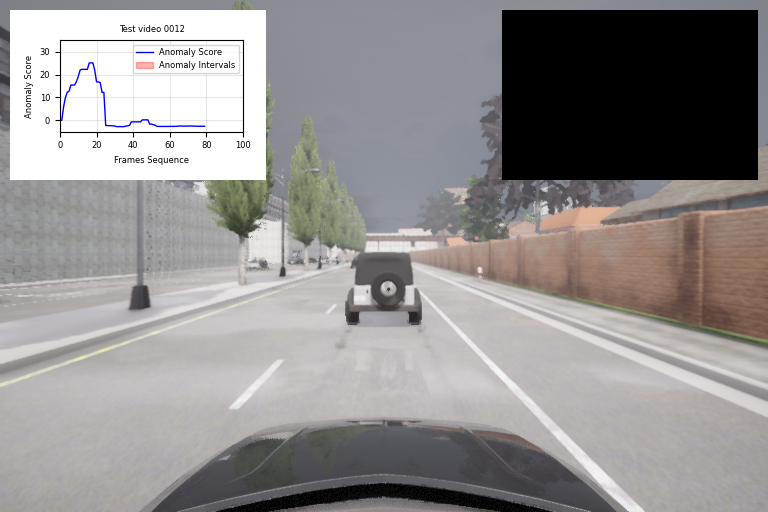 Test video 0012
Anomaly Score
Anomaly Intervals
Anomaly Score
30
20
10
0
0 20 40 60 80 100
Frames Sequence